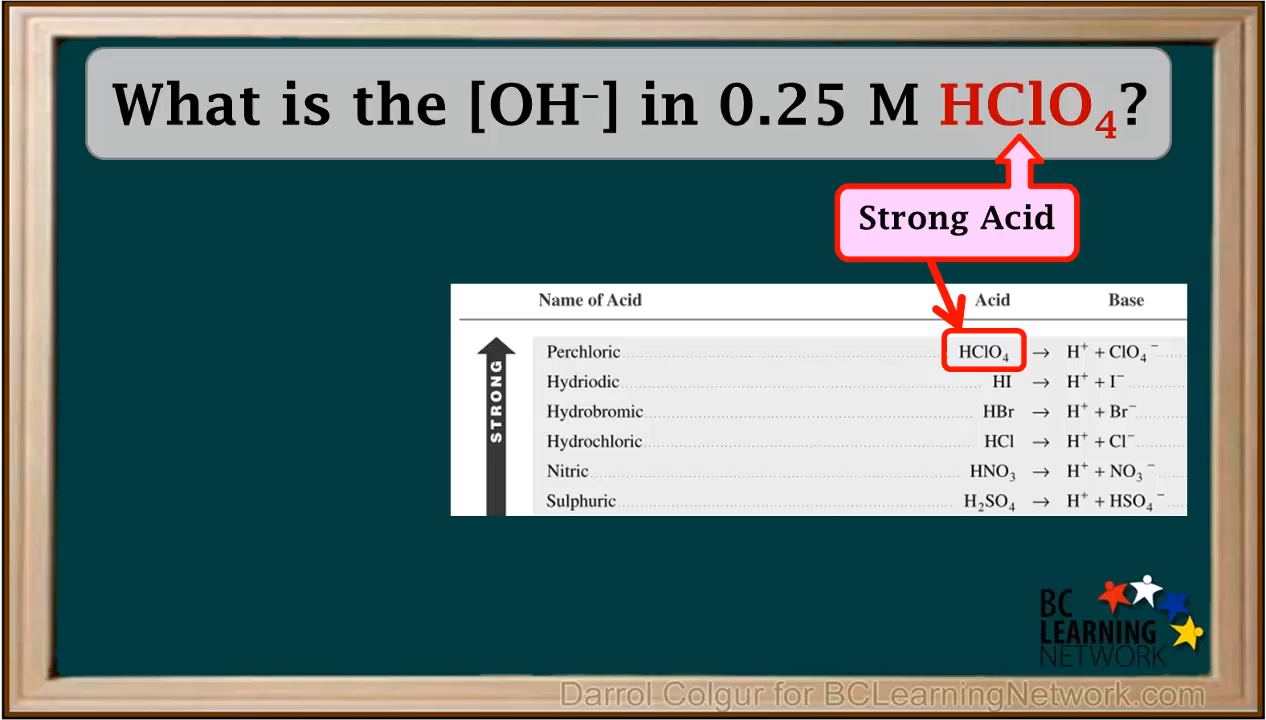 What is the [OH⁻] in 0.25 M HClO₄?
Strong Acid
Name of Acid Acid Base
STRONG
Perchloric HClO₄ → H⁺ + ClO₄⁻
Hydriodic HI → H⁺ + I⁻
Hydrobromic HBr → H⁺ + Br⁻
Hydrochloric HCl → H⁺ + Cl⁻
Nitric HNO₃ → H⁺ + NO₃⁻
Sulphuric H₂SO₄ → H⁺ + HSO₄⁻
BC
LEARNING
NETWORK
Darrol Colgur for BCLearningNetwork.com